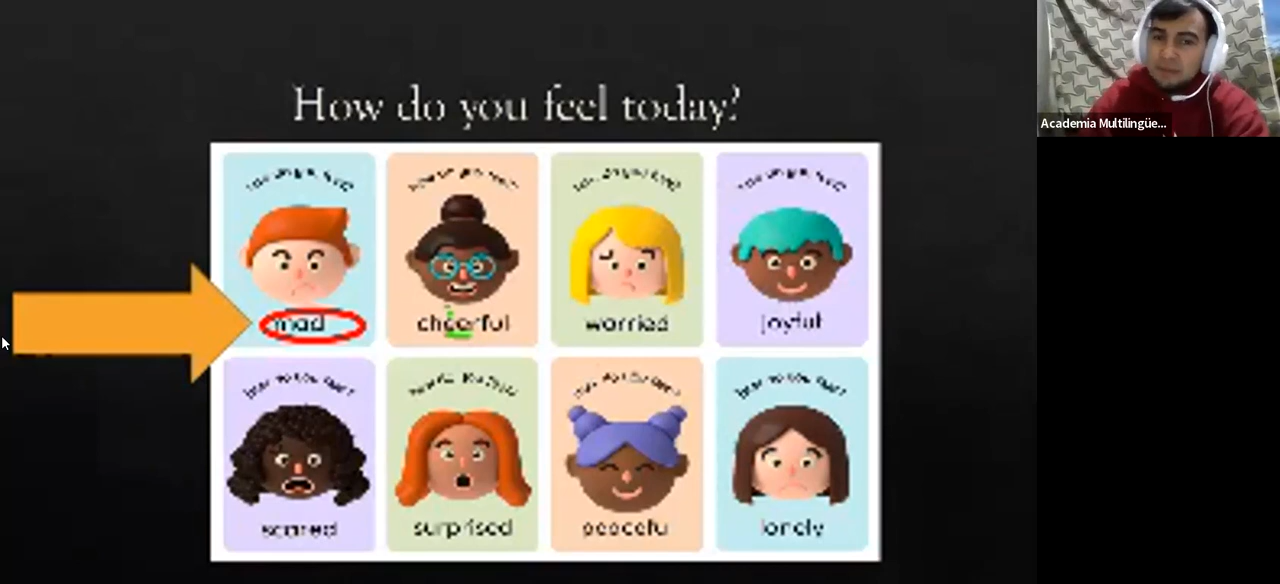 Academia Multilingüe...
How do you feel today?
mad
cheerful
worried
joyful
scared
surprised
peaceful
lonely